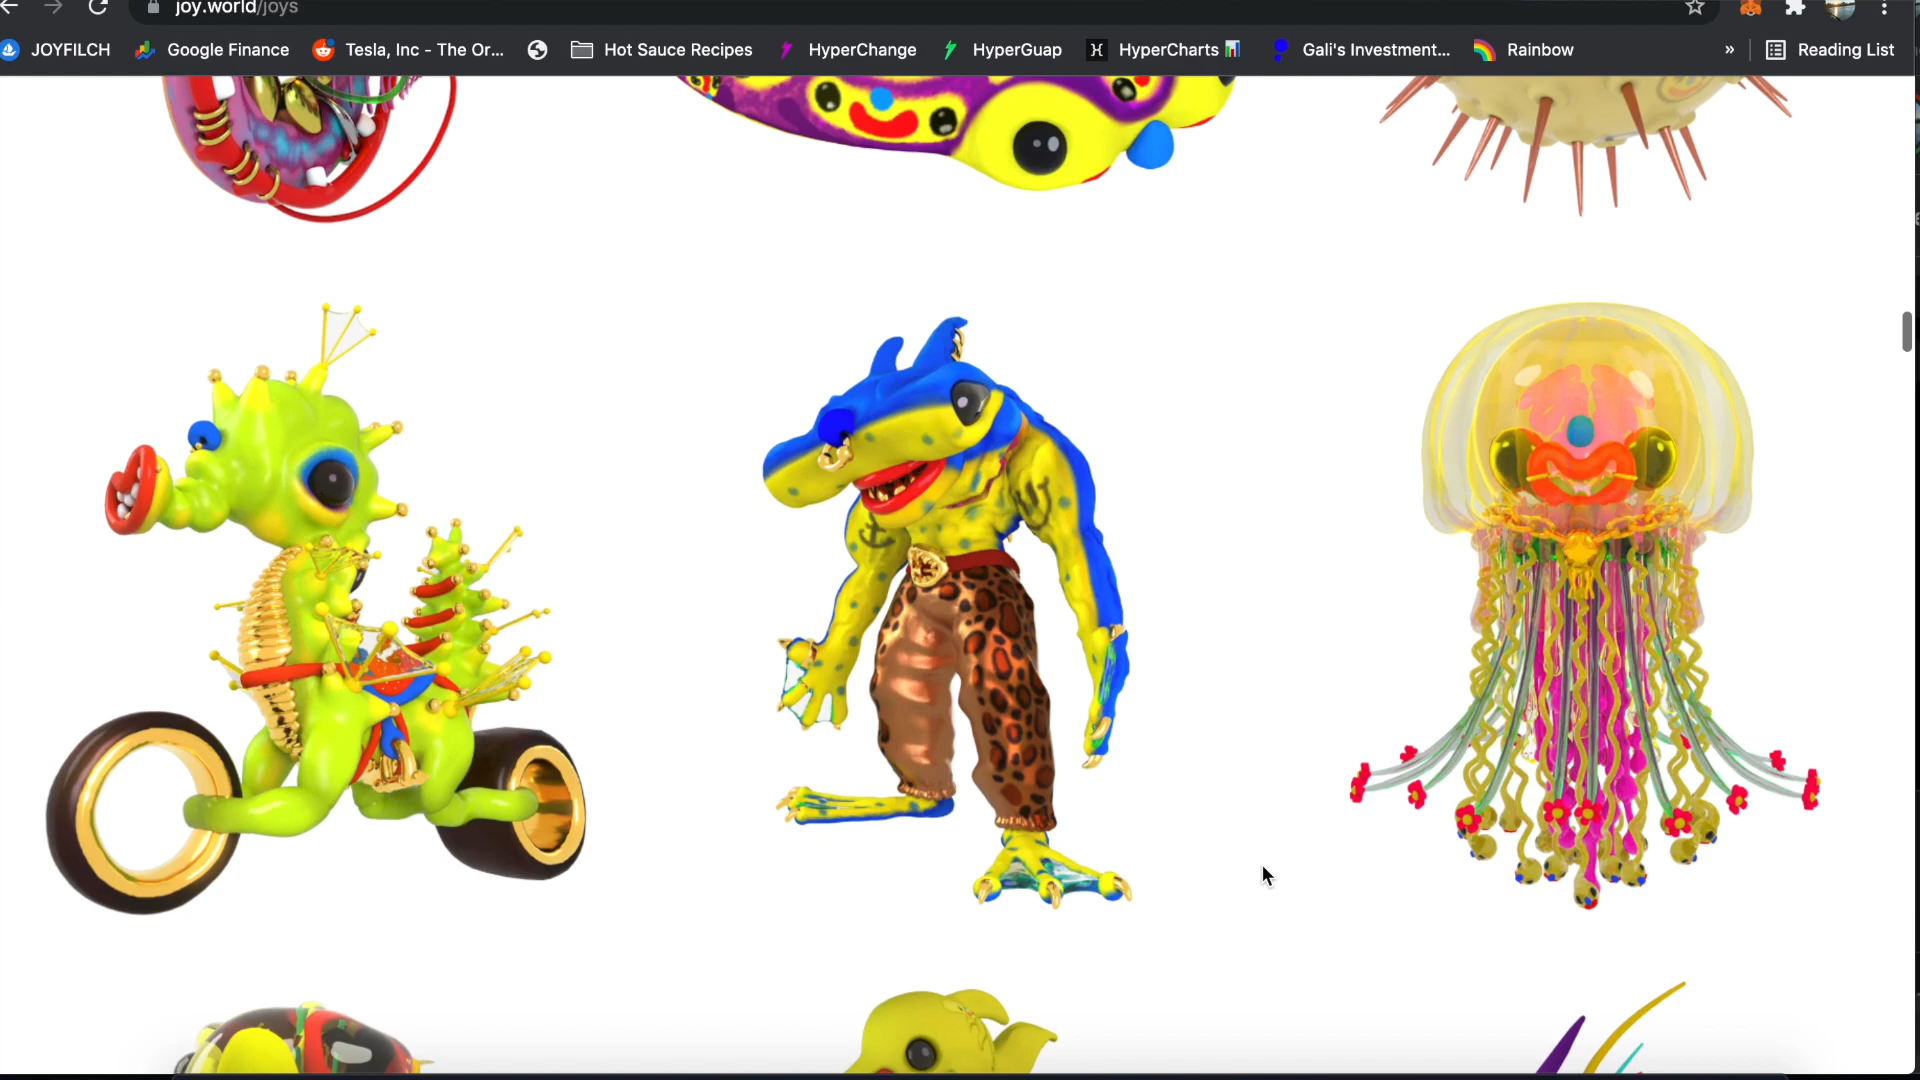 joy.world/joys
JOYFILCH Google Finance Tesla, Inc - The Or... Hot Sauce Recipes HyperChange HyperGuap HyperCharts Gali's Investment... Rainbow » Reading List